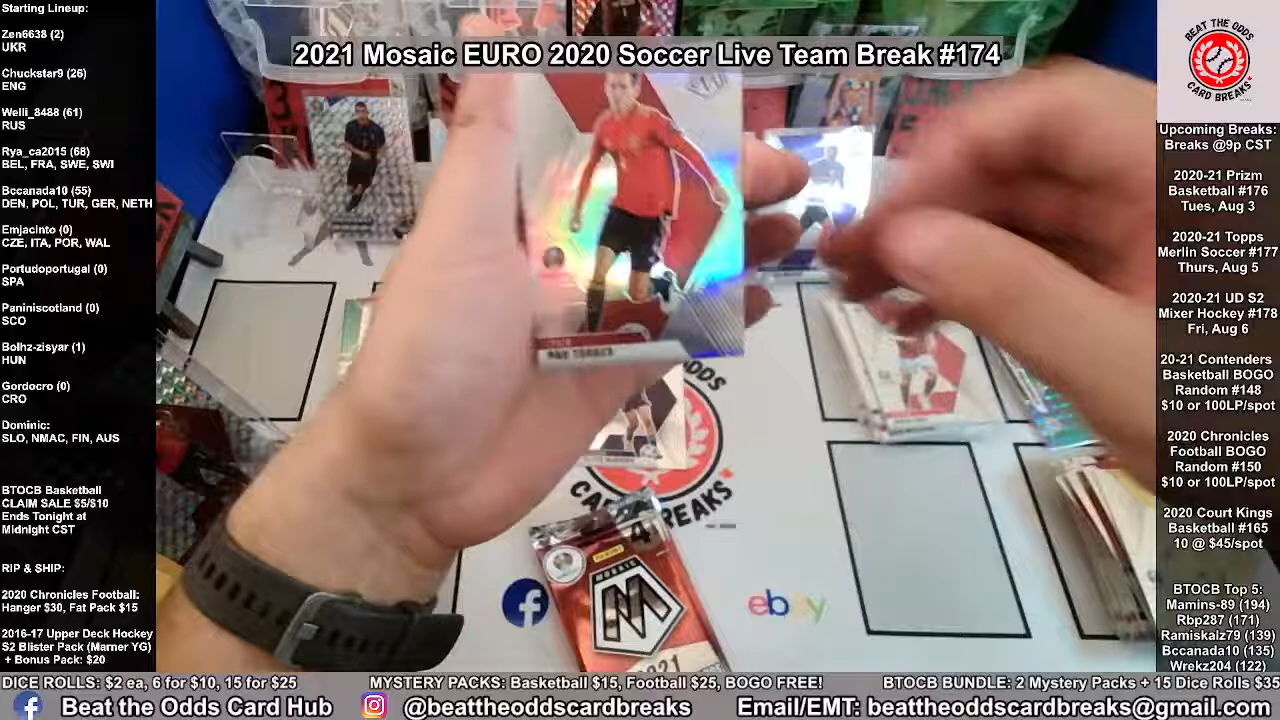 2021 Mosaic EURO 2020 Soccer Live Team Break #174
Starting Lineup:
Zen6638 (2)
UKR
Chuckstar9 (26)
ENG
Welli_8488 (61)
RUS
Rya_ca2015 (68)
BEL, FRA, SWE, SWI
Bccanada10 (55)
DEN, POL, TUR, GER, NETH
Emjacinto (0)
CZE, ITA, POR, WAL
Portudoportugal (0)
SPA
Paniniscotland (0)
SCO
Bolhz-zisyar (1)
HUN
Gordocro (0)
CRO
Dominic:
SLO, NMAC, FIN, AUS
BTOCB Basketball
CLAIM SALE $5/$10
Ends Tonight at
Midnight CST
RIP & SHIP:
2020 Chronicles Football:
Hanger $30, Fat Pack $15
2016-17 Upper Deck Hockey
S2 Blister Pack (Marner YG)
+ Bonus Pack: $20
PAU TORRES
ODDS
CARD BREAKS
4
PANINI
MOSAIC
M
2021
ebay
BEAT THE ODDS
CARD BREAKS
Upcoming Breaks:
Breaks @9p CST
2020-21 Prizm
Basketball #176
Tues, Aug 3
2020-21 Topps
Merlin Soccer #177
Thurs, Aug 5
2020-21 UD S2
Mixer Hockey #178
Fri, Aug 6
20-21 Contenders
Basketball BOGO
Random #148
$10 or 100LP/spot
2020 Chronicles
Football BOGO
Random #150
$10 or 100LP/spot
2020 Court Kings
Basketball #165
10 @ $45/spot
BTOCB Top 5:
Mamins-89 (194)
Rbp287 (171)
Ramiskalz79 (139)
Bccanada10 (135)
Wrekz204 (122)
DICE ROLLS: $2 ea, 6 for $10, 15 for $25
MYSTERY PACKS: Basketball $15, Football $25, BOGO FREE!
BTOCB BUNDLE: 2 Mystery Packs + 15 Dice Rolls $35
Beat the Odds Card Hub
@beattheoddscardbreaks
Email/EMT: beattheoddscardbreaks@gmail.com